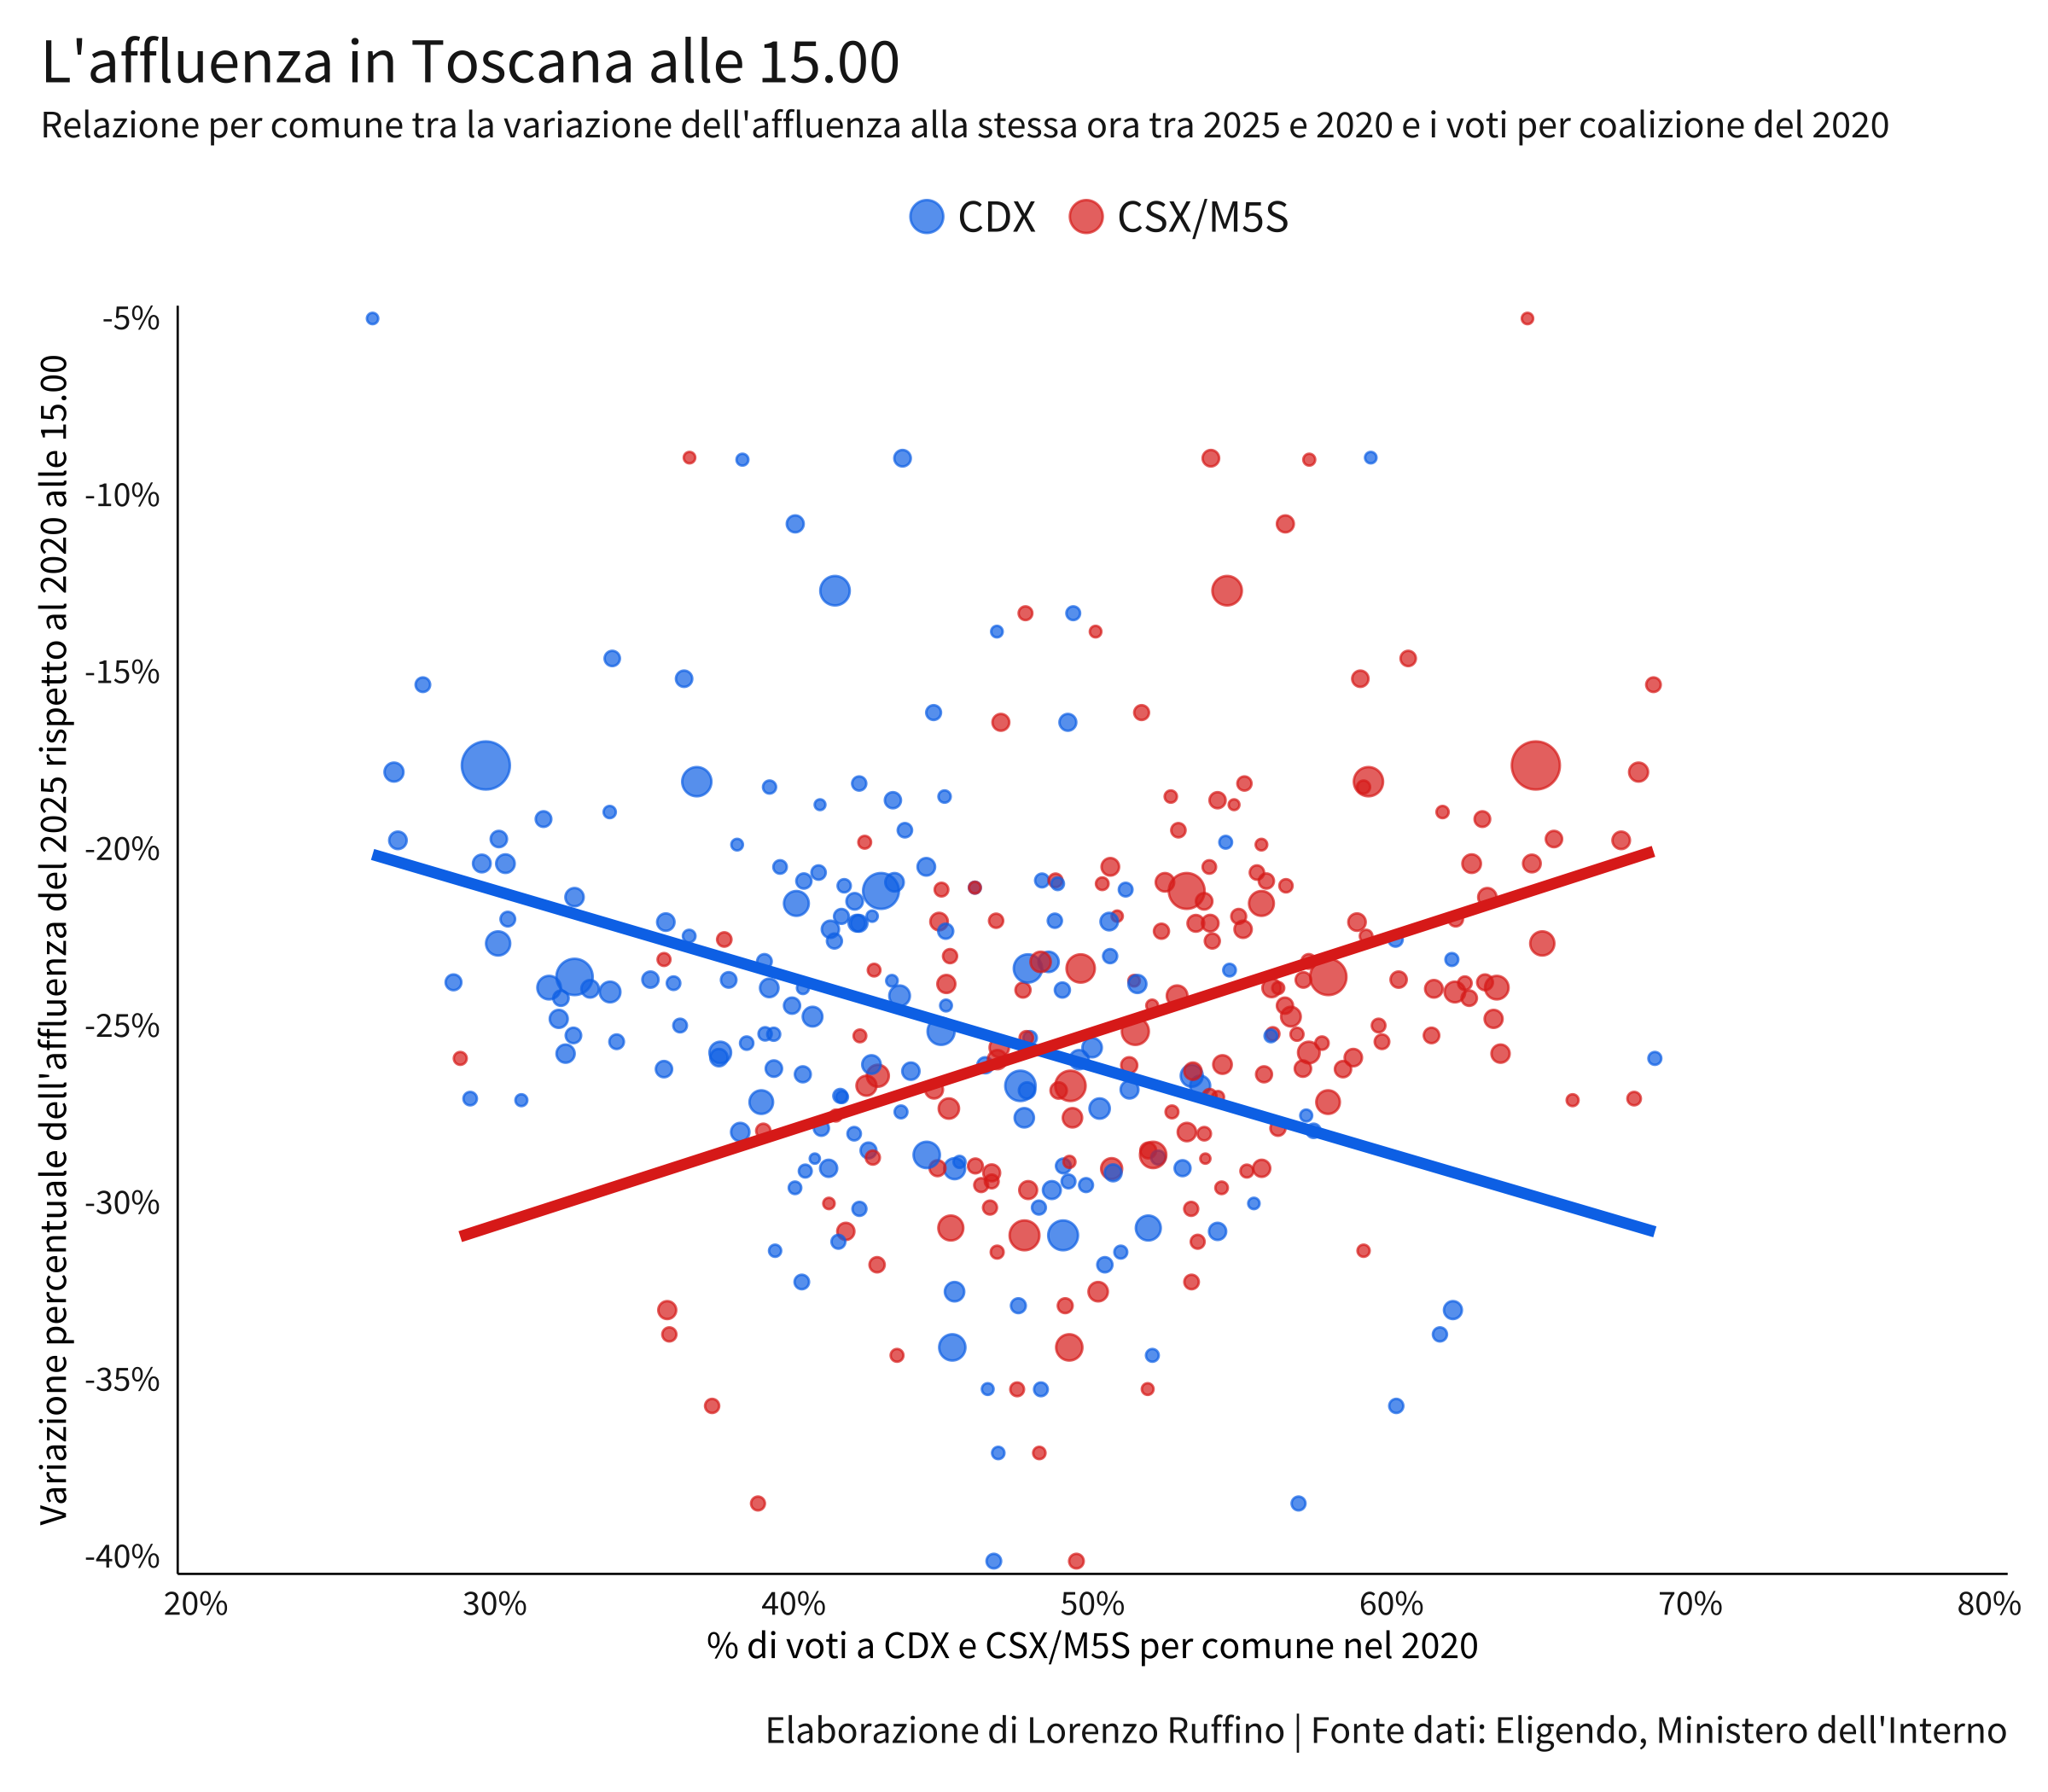 L'affluenza in Toscana alle 15.00
Relazione per comune tra la variazione dell'affluenza alla stessa ora tra 2025 e 2020 e i voti per coalizione del 2020
CDX
CSX/M5S
Variazione percentuale dell'affluenza del 2025 rispetto al 2020 alle 15.00
-5%
-10%
-15%
-20%
-25%
-30%
-35%
-40%
20% 30% 40% 50% 60% 70% 80%
% di voti a CDX e CSX/M5S per comune nel 2020
Elaborazione di Lorenzo Ruffino | Fonte dati: Eligendo, Ministero dell'Interno